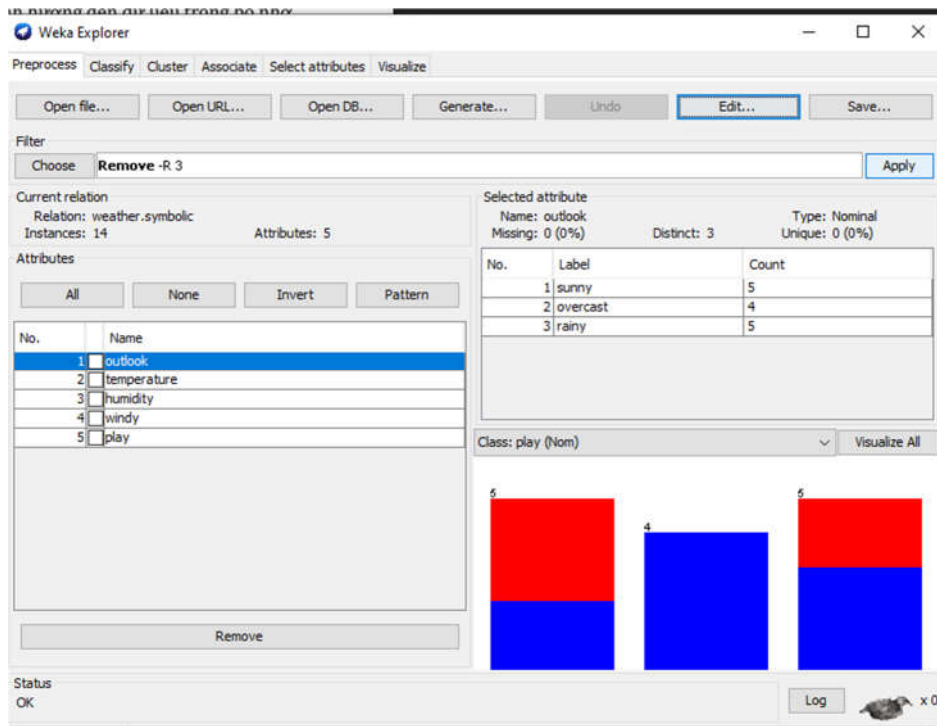 Weka Explorer
Preprocess Classify Cluster Associate Select attributes Visualize
Open file... Open URL... Open DB... Generate... Undo Edit... Save...
Filter
Choose Remove -R 3 Apply
Current relation
Relation: weather.symbolic
Instances: 14 Attributes: 5
Attributes
All None Invert Pattern
No. Name
1 outlook
2 temperature
3 humidity
4 windy
5 play
Remove
Selected attribute
Name: outlook Type: Nominal
Missing: 0 (0%) Distinct: 3 Unique: 0 (0%)
No. Label Count
1 sunny 5
2 overcast 4
3 rainy 5
Class: play (Nom) Visualize All
5 4 5
Status
OK Log x 0